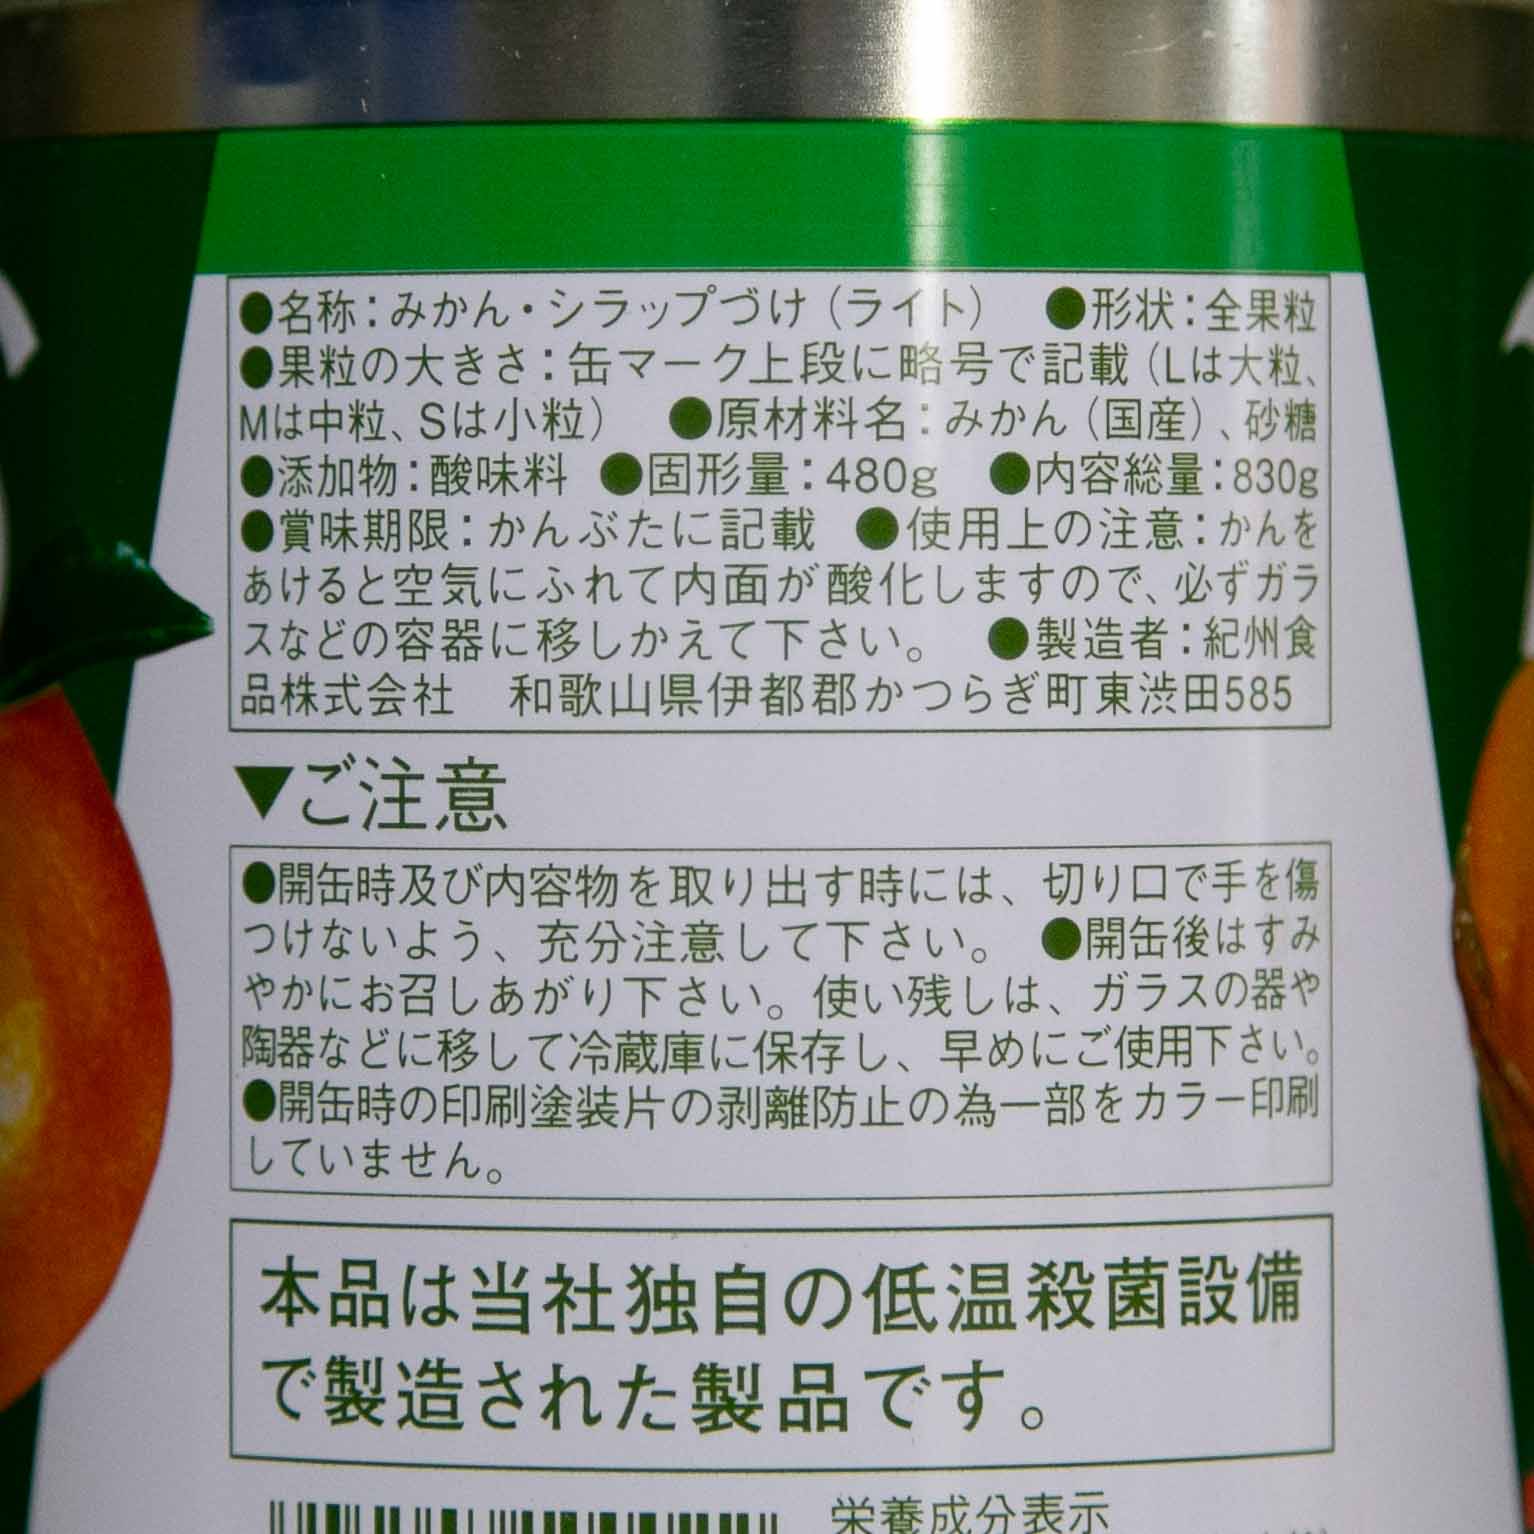 ●名称：みかん・シラップづけ（ライト） ●形状：全果粒
●果粒の大きさ：缶マーク上段に略号で記載（Lは大粒、
Mは中粒、Sは小粒） ●原材料名：みかん（国産）、砂糖
●添加物：酸味料 ●固形量：480g ●内容総量：830g
●賞味期限：かんぶたに記載 ●使用上の注意：かんを
あけると空気にふれて内面が酸化しますので、必ずガラ
スなどの容器に移しかえて下さい。 ●製造者：紀州食
品株式会社 和歌山県伊都郡かつらぎ町東渋田585
▼ご注意
●開缶時及び内容物を取り出す時には、切り口で手を傷
つけないよう、充分注意して下さい。 ●開缶後はすみ
やかにお召しあがり下さい。使い残しは、ガラスの器や
陶器などに移して冷蔵庫に保存し、早めにご使用下さい。
●開缶時の印刷塗装片の剥離防止の為一部をカラー印刷
していません。
本品は当社独自の低温殺菌設備
で製造された製品です。
栄養成分表示